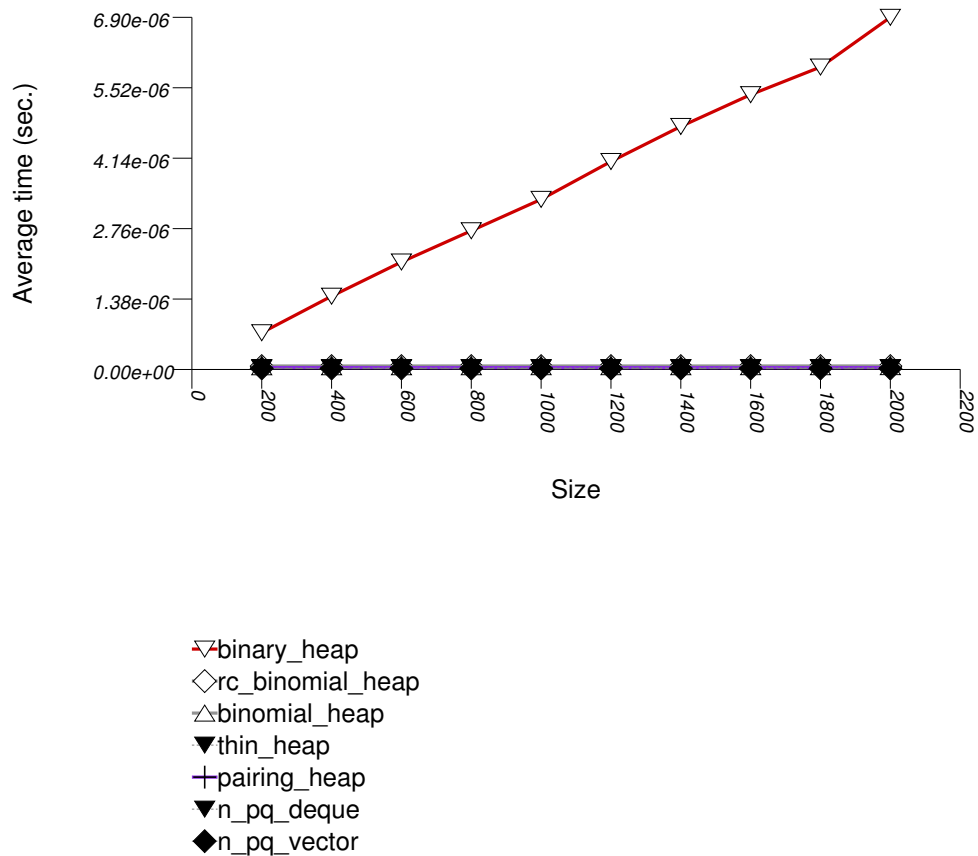 6.90e-06
5.52e-06
4.14e-06
2.76e-06
1.38e-06
0.00e+00
Average time (sec.)
0
200
400
600
800
1000
1200
1400
1600
1800
2000
2200
Size
binary_heap
rc_binomial_heap
binomial_heap
thin_heap
pairing_heap
n_pq_deque
n_pq_vector